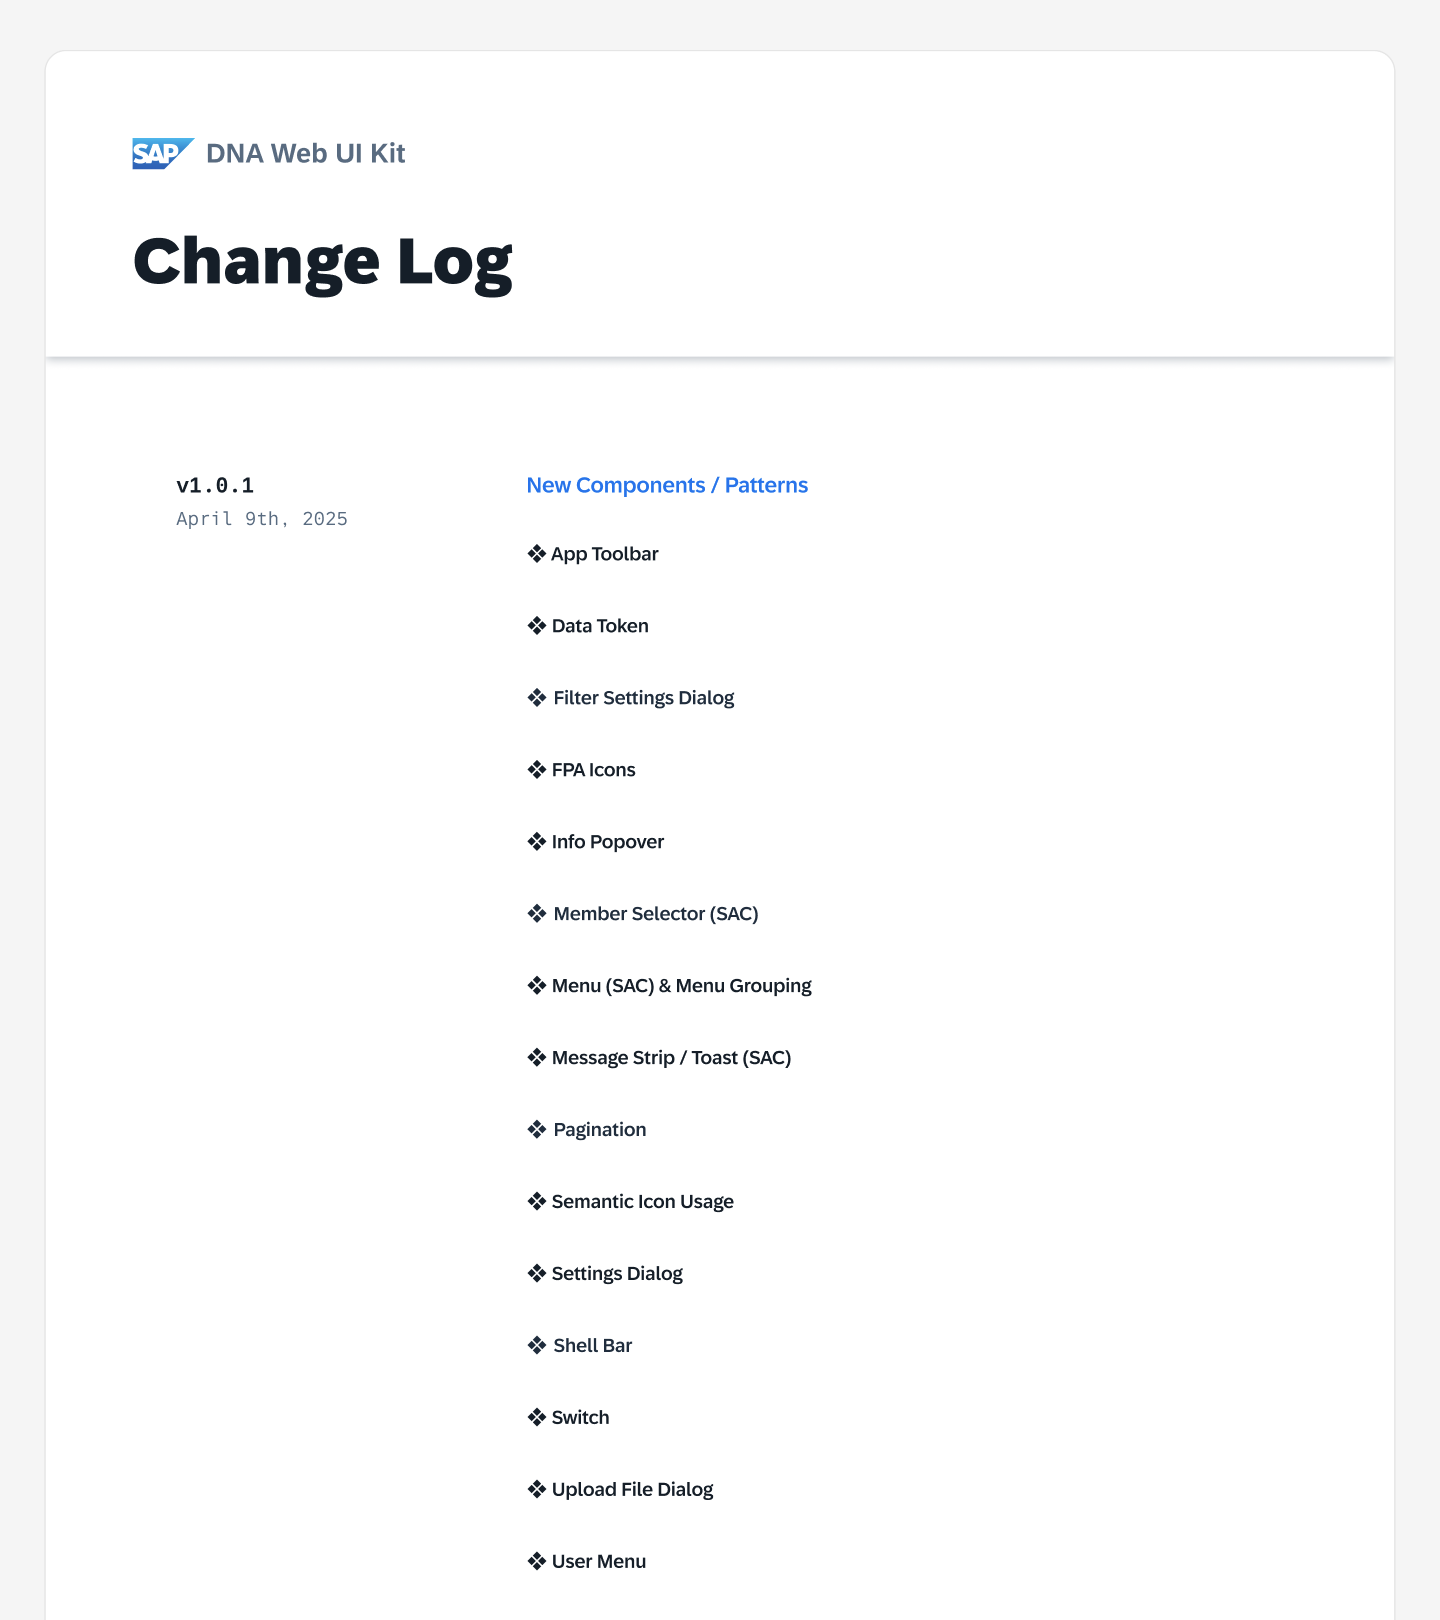 SAP DNA Web UI Kit
Change Log
v1.0.1
April 9th, 2025
New Components / Patterns
❖ App Toolbar
❖ Data Token
❖ Filter Settings Dialog
❖ FPA Icons
❖ Info Popover
❖ Member Selector (SAC)
❖ Menu (SAC) & Menu Grouping
❖ Message Strip / Toast (SAC)
❖ Pagination
❖ Semantic Icon Usage
❖ Settings Dialog
❖ Shell Bar
❖ Switch
❖ Upload File Dialog
❖ User Menu